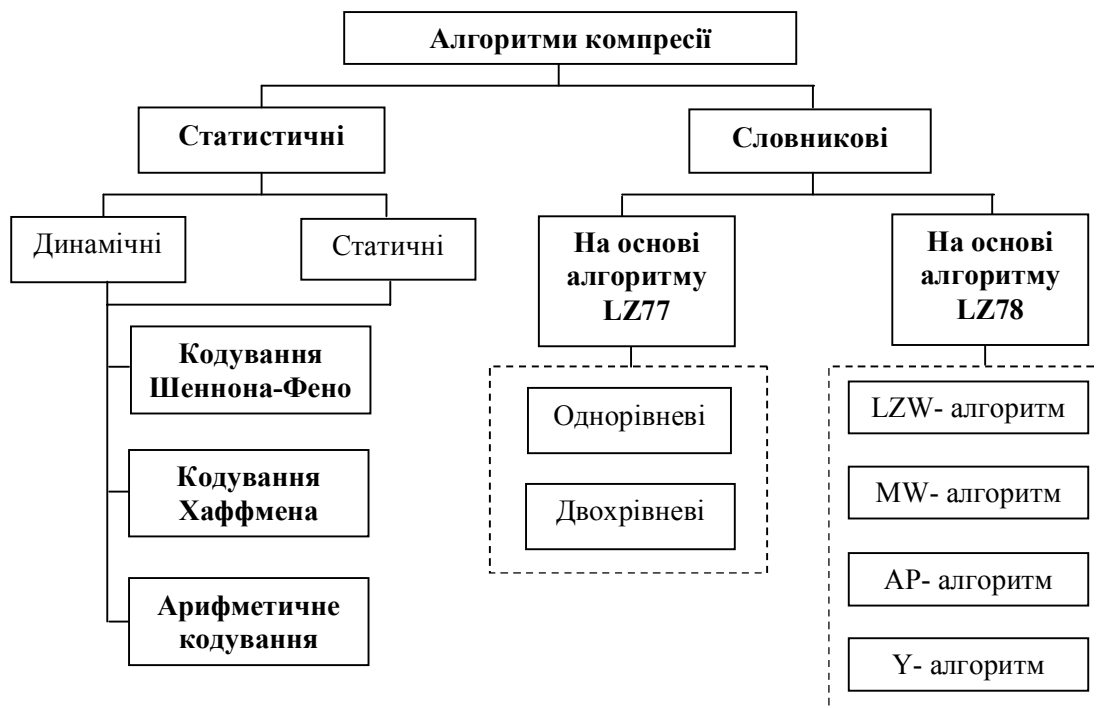 Алгоритми компресії
Статистичні
Словникові
Динамічні
Статичні
На основі
алгоритму
LZ77
На основі
алгоритму
LZ78
Кодування
Шеннона-Фено
Кодування
Хаффмена
Арифметичне
кодування
Однорівневі
Двохрівневі
LZW- алгоритм
MW- алгоритм
AP- алгоритм
Y- алгоритм